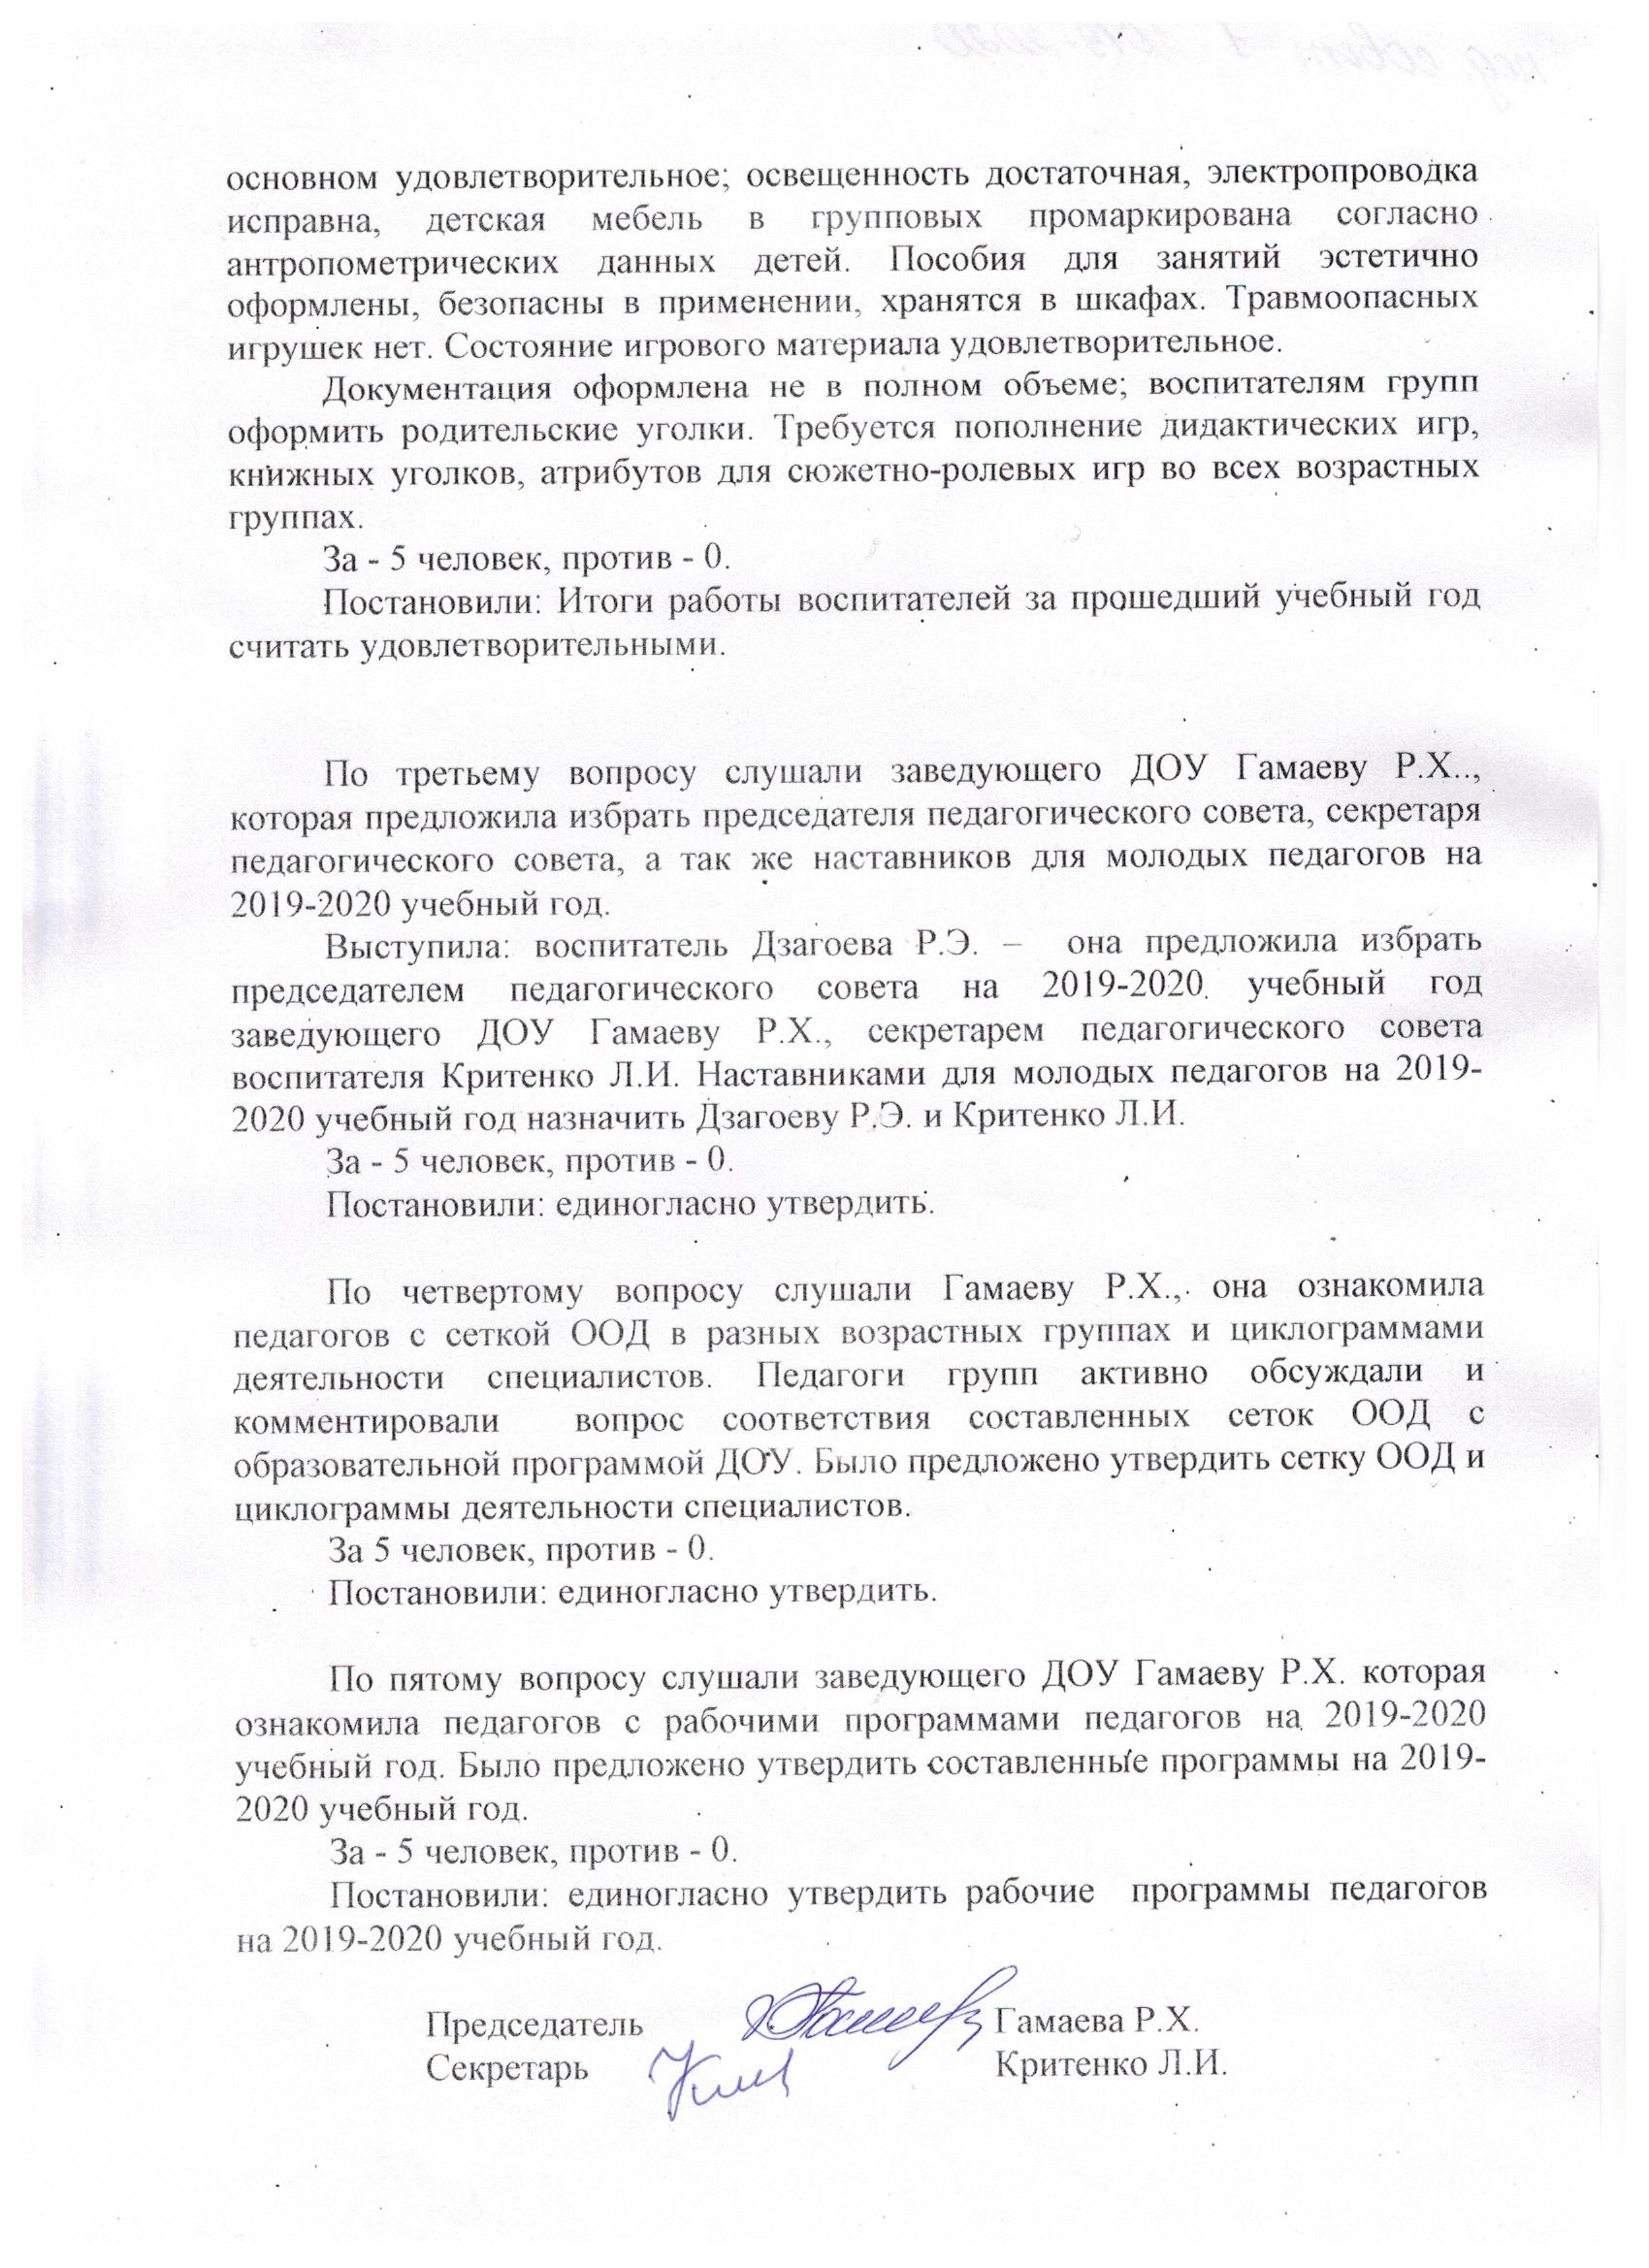 основном удовлетворительное; освещенность достаточная, электропроводка
исправна, детская мебель в групповых промаркирована согласно
антропометрических данных детей. Пособия для занятий эстетично
оформлены, безопасны в применении, хранятся в шкафах. Травмоопасных
игрушек нет. Состояние игрового материала удовлетворительное.
Документация оформлена не в полном объеме; воспитателям групп
оформить родительские уголки. Требуется пополнение дидактических игр,
книжных уголков, атрибутов для сюжетно-ролевых игр во всех возрастных
группах.
За - 5 человек, против - 0.
Постановили: Итоги работы воспитателей за прошедший учебный год
считать удовлетворительными.
По третьему вопросу слушали заведующего ДОУ Гамаеву Р.Х..,
которая предложила избрать председателя педагогического совета, секретаря
педагогического совета, а так же наставников для молодых педагогов на
2019-2020 учебный год.
Выступила: воспитатель Дзагоева Р.Э. – она предложила избрать
председателем педагогического совета на 2019-2020 учебный год
заведующего ДОУ Гамаеву Р.Х., секретарем педагогического совета
воспитателя Критенко Л.И. Наставниками для молодых педагогов на 2019-
2020 учебный год назначить Дзагоеву Р.Э. и Критенко Л.И.
За - 5 человек, против - 0.
Постановили: единогласно утвердить.
По четвертому вопросу слушали Гамаеву Р.Х., она ознакомила
педагогов с сеткой ООД в разных возрастных группах и циклограммами
деятельности специалистов. Педагоги групп активно обсуждали и
комментировали вопрос соответствия составленных сеток ООД с
образовательной программой ДОУ. Было предложено утвердить сетку ООД и
циклограммы деятельности специалистов.
За 5 человек, против - 0.
Постановили: единогласно утвердить.
По пятому вопросу слушали заведующего ДОУ Гамаеву Р.Х. которая
ознакомила педагогов с рабочими программами педагогов на 2019-2020
учебный год. Было предложено утвердить составленные программы на 2019-
2020 учебный год.
За - 5 человек, против - 0.
Постановили: единогласно утвердить рабочие программы педагогов
на 2019-2020 учебный год.
Председатель Гамаева Р.Х.
Секретарь Критенко Л.И.